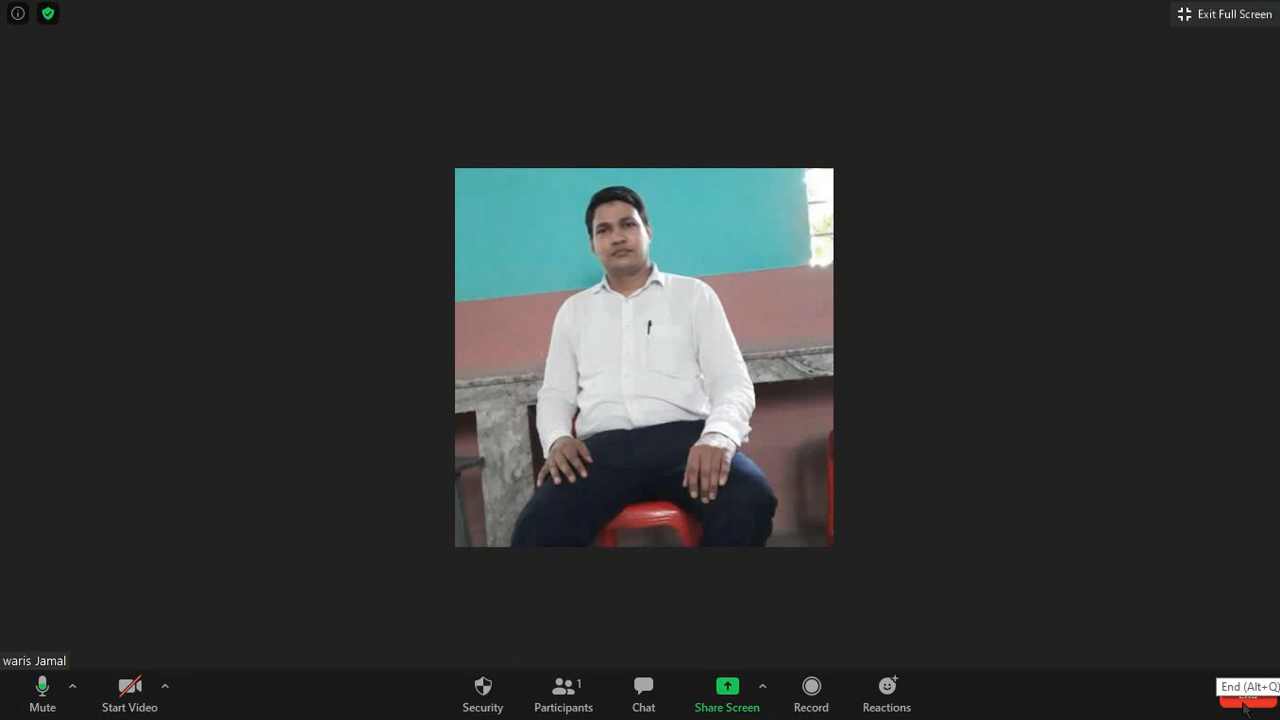 Exit Full Screen
waris Jamal
Mute
Start Video
Security
1
Participants
Chat
Share Screen
Record
Reactions
End (Alt+Q)